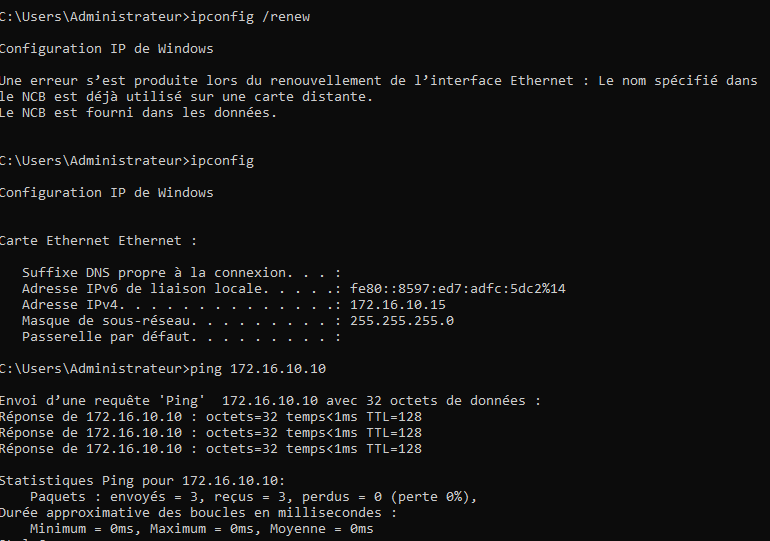 C:\Users\Administrateur>ipconfig /renew
Configuration IP de Windows
Une erreur s’est produite lors du renouvellement de l’interface Ethernet : Le nom spécifié dans
le NCB est déjà utilisé sur une carte distante.
Le NCB est fourni dans les données.
C:\Users\Administrateur>ipconfig
Configuration IP de Windows
Carte Ethernet Ethernet :
Suffixe DNS propre à la connexion. . . :
Adresse IPv6 de liaison locale. . . . .: fe80::8597:ed7:adfc:5dc2%14
Adresse IPv4. . . . . . . . . . . . . .: 172.16.10.15
Masque de sous-réseau. . . . . . . . . : 255.255.255.0
Passerelle par défaut. . . . . . . . . :
C:\Users\Administrateur>ping 172.16.10.10
Envoi d’une requête 'Ping'  172.16.10.10 avec 32 octets de données :
Réponse de 172.16.10.10 : octets=32 temps<1ms TTL=128
Réponse de 172.16.10.10 : octets=32 temps<1ms TTL=128
Réponse de 172.16.10.10 : octets=32 temps<1ms TTL=128
Statistiques Ping pour 172.16.10.10:
Paquets : envoyés = 3, reçus = 3, perdus = 0 (perte 0%),
Durée approximative des boucles en millisecondes :
Minimum = 0ms, Maximum = 0ms, Moyenne = 0ms